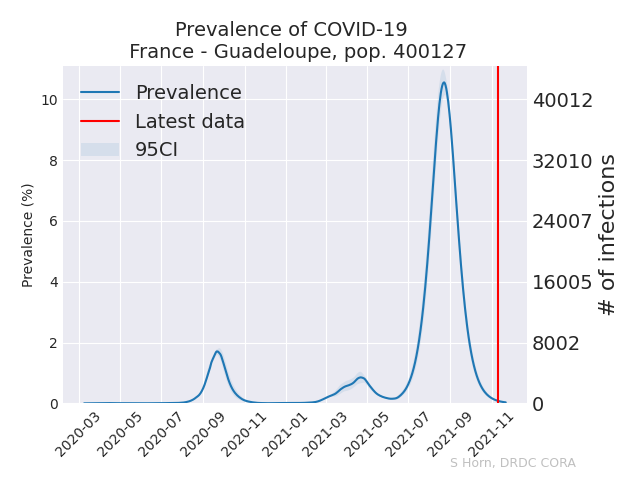 Prevalence of COVID-19
France - Guadeloupe, pop. 400127
Prevalence
Latest data
95CI
Prevalence (%)
10
8
6
4
2
0
40012
32010
24007
16005
8002
0
# of infections
2020-03
2020-05
2020-07
2020-09
2020-11
2021-01
2021-03
2021-05
2021-07
2021-09
2021-11
S Horn, DRDC CORA